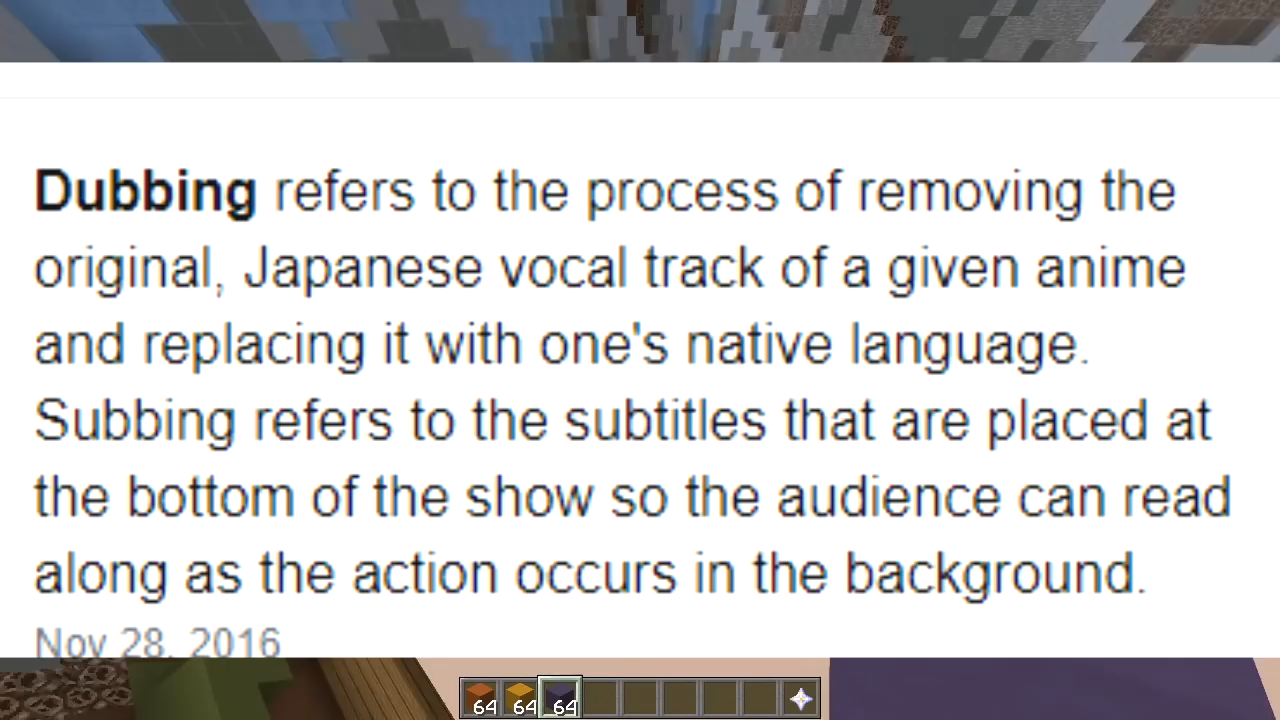 Dubbing refers to the process of removing the
original, Japanese vocal track of a given anime
and replacing it with one's native language.
Subbing refers to the subtitles that are placed at
the bottom of the show so the audience can read
along as the action occurs in the background.
Nov 28, 2016
64 64 64